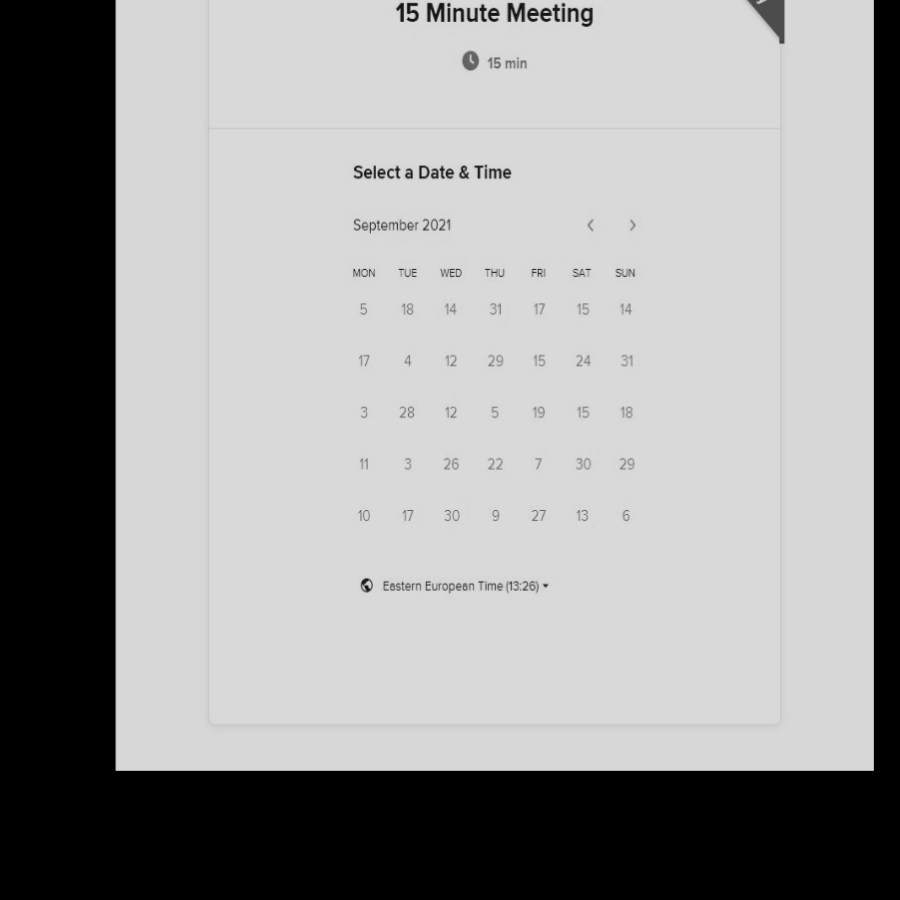 15 Minute Meeting
15 min
Select a Date & Time
September 2021
MON TUE WED THU FRI SAT SUN
5 18 14 31 17 15 14
17 4 12 29 15 24 31
3 28 12 5 19 15 18
11 3 26 22 7 30 29
10 17 30 9 27 13 6
Eastern European Time (13:26)